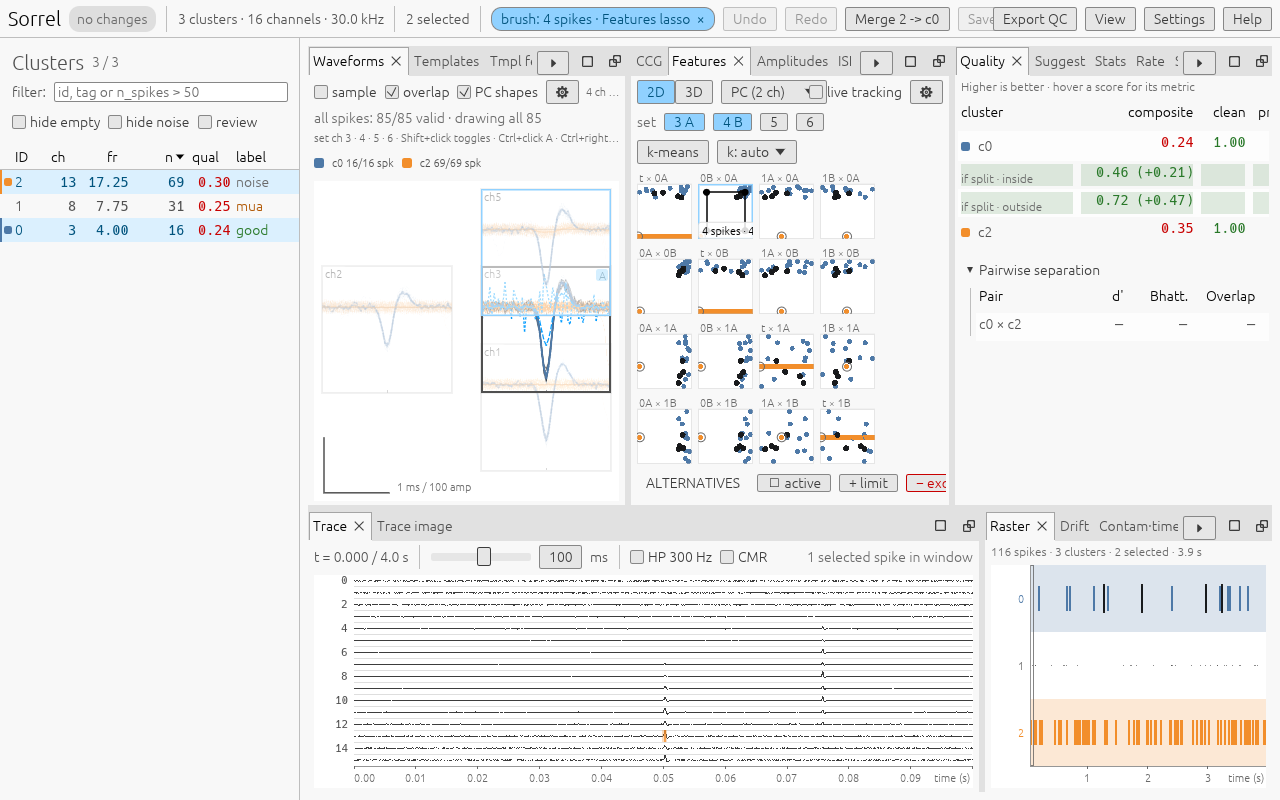 Sorrel no changes 3 clusters · 16 channels · 30.0 kHz 2 selected brush: 4 spikes · Features lasso × Undo Redo Merge 2 -> c0 Save Export QC View Settings Help
Clusters 3 / 3
filter: id, tag or n_spikes > 50
hide empty hide noise review
ID ch fr n▼ qual label
2 13 17.25 69 0.30 noise
1 8 7.75 31 0.25 mua
0 3 4.00 16 0.24 good
Waveforms × Templates Tmpl
sample overlap PC shapes 4 ch …
all spikes: 85/85 valid · drawing all 85
set ch 3 · 4 · 5 · 6 · Shift+click toggles · Ctrl+click A · Ctrl+right…
c0 16/16 spk c2 69/69 spk
ch5
ch2
ch3 A
ch1
1 ms / 100 amp
CCG Features × Amplitudes ISI
2D 3D PC (2 ch) live tracking
set 3 A 4 B 5 6
k-means k: auto
t × 0A 0B × 0A 1A × 0A 1B × 0A
4 spikes · 4
0A × 0B t × 0B 1A × 0B 1B × 0B
0A × 1A 0B × 1A t × 1A 1B × 1A
0A × 1B 0B × 1B 1A × 1B t × 1B
ALTERNATIVES active + limit − exc
Quality × Suggest Stats Rate
Higher is better · hover a score for its metric
cluster composite clean pr
c0 0.24 1.00
if split · inside 0.46 (+0.21)
if split · outside 0.72 (+0.47)
c2 0.35 1.00
▼ Pairwise separation
Pair d' Bhatt. Overlap
c0 × c2 — — —
Trace × Trace image
t = 0.000 / 4.0 s 100 ms HP 300 Hz CMR 1 selected spike in window
0
2
4
6
8
10
12
14
0.00 0.01 0.02 0.03 0.04 0.05 0.06 0.07 0.08 0.09 time (s)
Raster × Drift Contam·time
116 spikes · 3 clusters · 2 selected · 3.9 s
0
1
2
1 2 3 time (s)